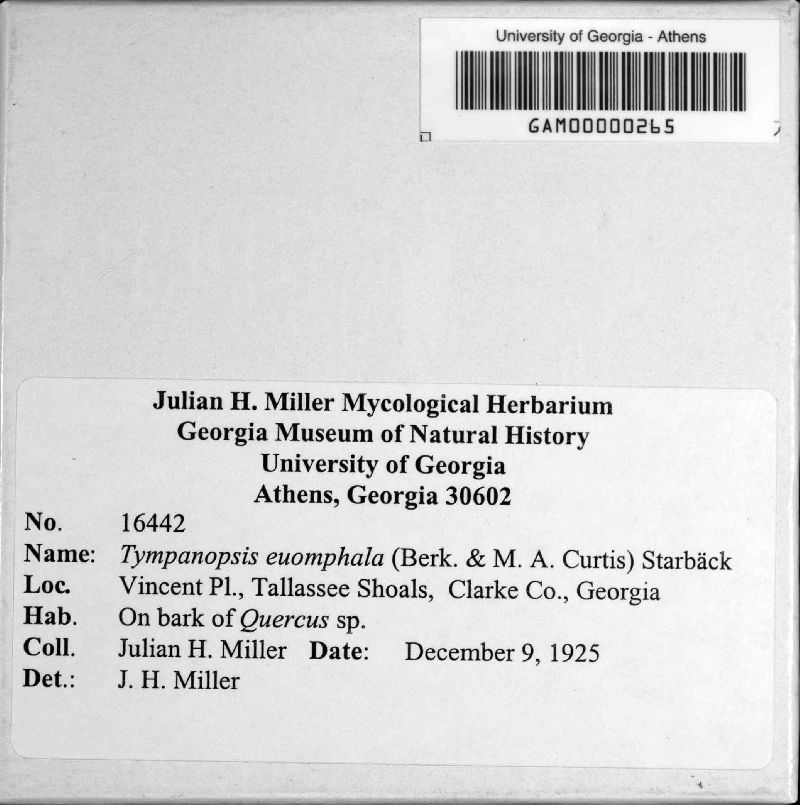 University of Georgia - Athens
GAM00000265
Julian H. Miller Mycological Herbarium
Georgia Museum of Natural History
University of Georgia
Athens, Georgia 30602
No. 16442
Name: Tympanopsis euomphala (Berk. & M. A. Curtis) Starbäck
Loc. Vincent Pl., Tallassee Shoals, Clarke Co., Georgia
Hab. On bark of Quercus sp.
Coll. Julian H. Miller Date: December 9, 1925
Det.: J. H. Miller